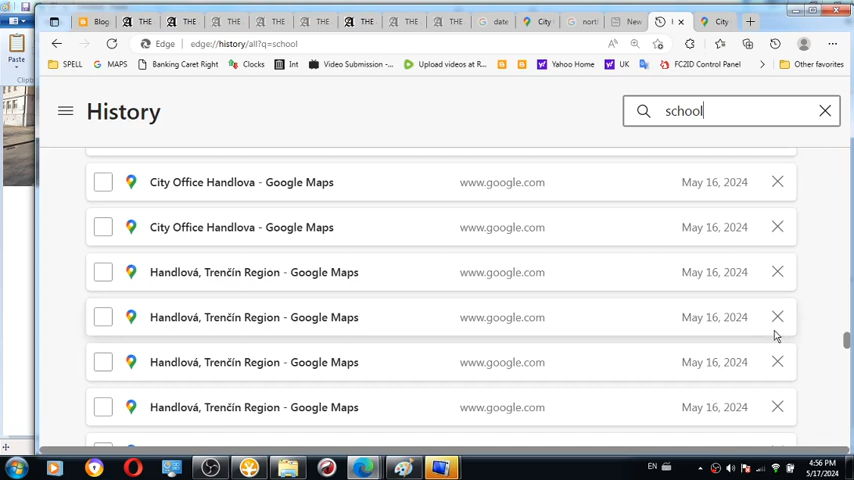 Blog
THE
THE
THE
THE
THE
THE
THE
THE
date
City
nort
New
City
Paste
Edge
edge://history/all?q=school
SPELL
MAPS
Banking Caret Right
Clocks
Int
Video Submission -...
Upload videos to R...
Yahoo Home
UK
FC2ID Control Panel
Other favorites
History
school
City Office Handlova - Google Maps www.google.com May 16, 2024
City Office Handlova - Google Maps www.google.com May 16, 2024
Handlová, Trenčín Region - Google Maps www.google.com May 16, 2024
Handlová, Trenčín Region - Google Maps www.google.com May 16, 2024
Handlová, Trenčín Region - Google Maps www.google.com May 16, 2024
Handlová, Trenčín Region - Google Maps www.google.com May 16, 2024
EN
4:56 PM
5/17/2024